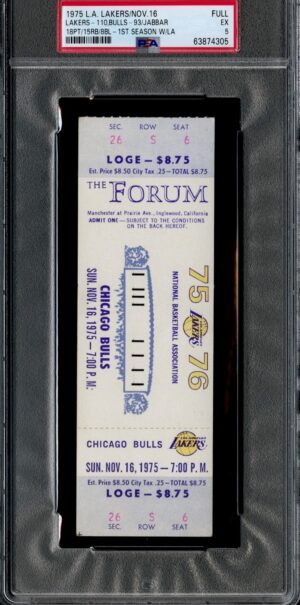 1975 L.A. LAKERS/NOV.16 FULL
LAKERS - 110,BULLS - 93/JABBAR EX
18PT/15RB/8BL - 1ST SEASON W/LA 5
PSA 63874305
SEC. ROW SEAT
26 S 6
LOGE – $8.75
Est. Price $8.50 City Tax .25 – TOTAL $8.75
THE FORUM
Manchester at Prairie Ave., Inglewood, California
ADMIT ONE – SUBJECT TO THE CONDITIONS
ON THE BACK HEREOF.
75 LAKERS 76
NATIONAL BASKETBALL ASSOCIATION
CHICAGO BULLS
SUN. NOV. 16, 1975 – 7:00 P.M.
CHICAGO BULLS LAKERS
SUN. NOV. 16, 1975 – 7:00 P. M.
Est. Price $8.50 City Tax .25 – TOTAL $8.75
LOGE – $8.75
26 S 6
SEC. ROW SEAT